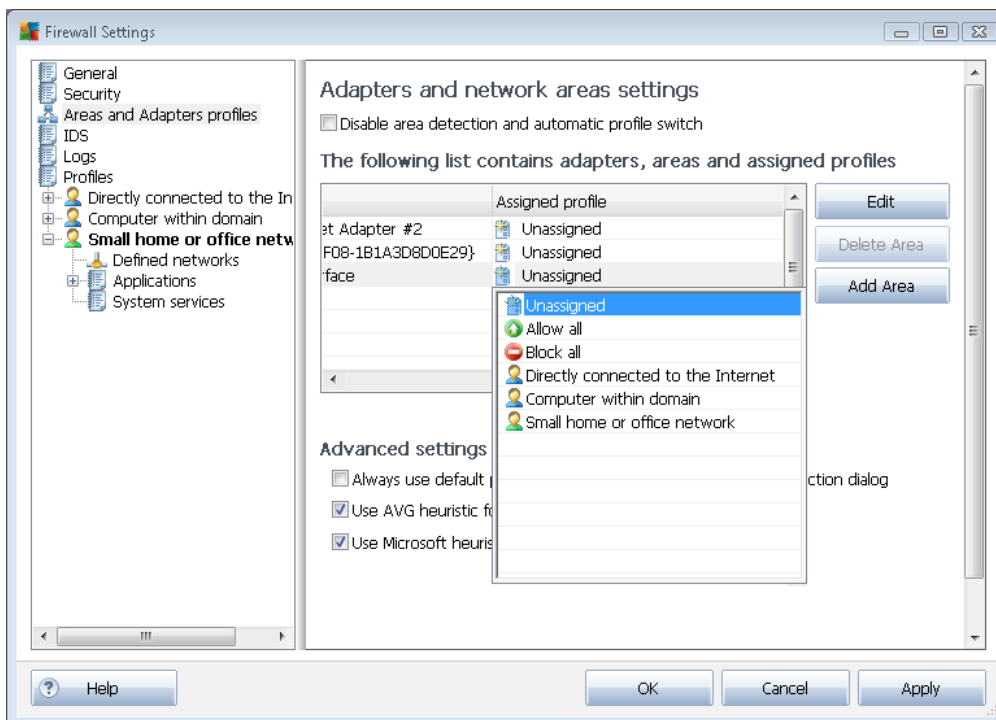 Firewall Settings
General
Security
Areas and Adapters profiles
IDS
Logs
Profiles
Directly connected to the In
Computer within domain
Small home or office netw
Defined networks
Applications
System services
Adapters and network areas settings
Disable area detection and automatic profile switch
The following list contains adapters, areas and assigned profiles
Assigned profile
et Adapter #2 Unassigned
F08-1B1A3D8D0E29} Unassigned
rface Unassigned
Unassigned
Allow all
Block all
Directly connected to the Internet
Computer within domain
Small home or office network
Edit
Delete Area
Add Area
Advanced settings
Always use default ction dialog
Use AVG heuristic fo
Use Microsoft heuris
Help
OK
Cancel
Apply